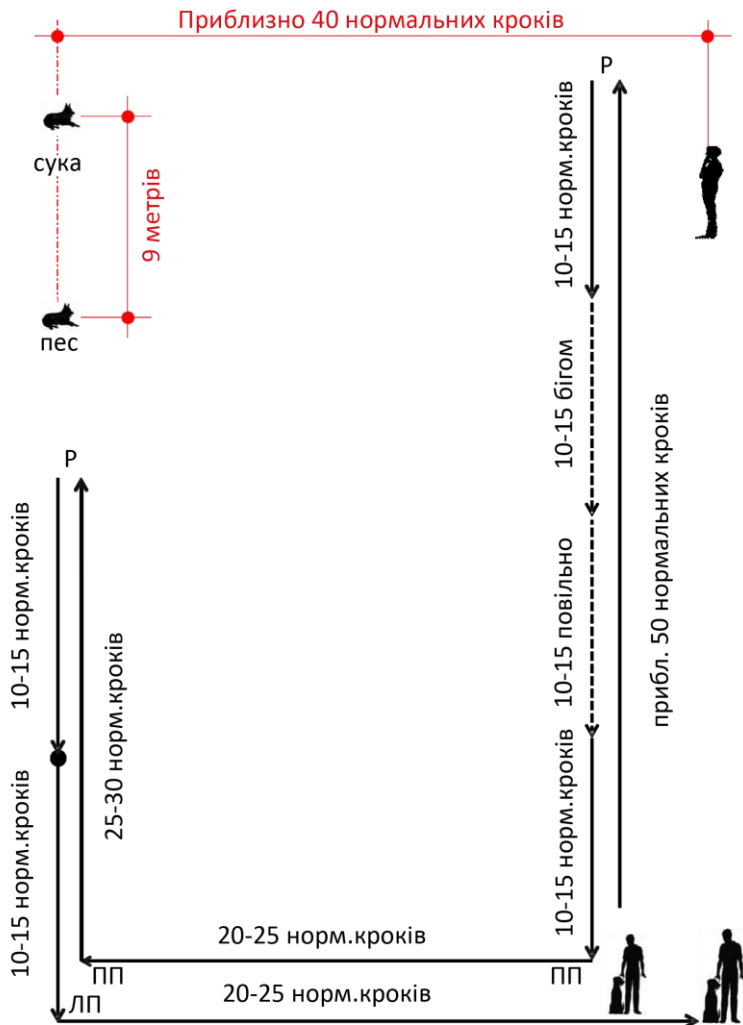 Приблизно 40 нормальних кроків
Р
сука
9 метрів
пес
10-15 норм.кроків
10-15 бігом
10-15 повільно
10-15 норм.кроків
прибл. 50 нормальних кроків
Р
10-15 норм.кроків
25-30 норм.кроків
10-15 норм.кроків
20-25 норм.кроків
ПП
ПП
ЛП
20-25 норм.кроків